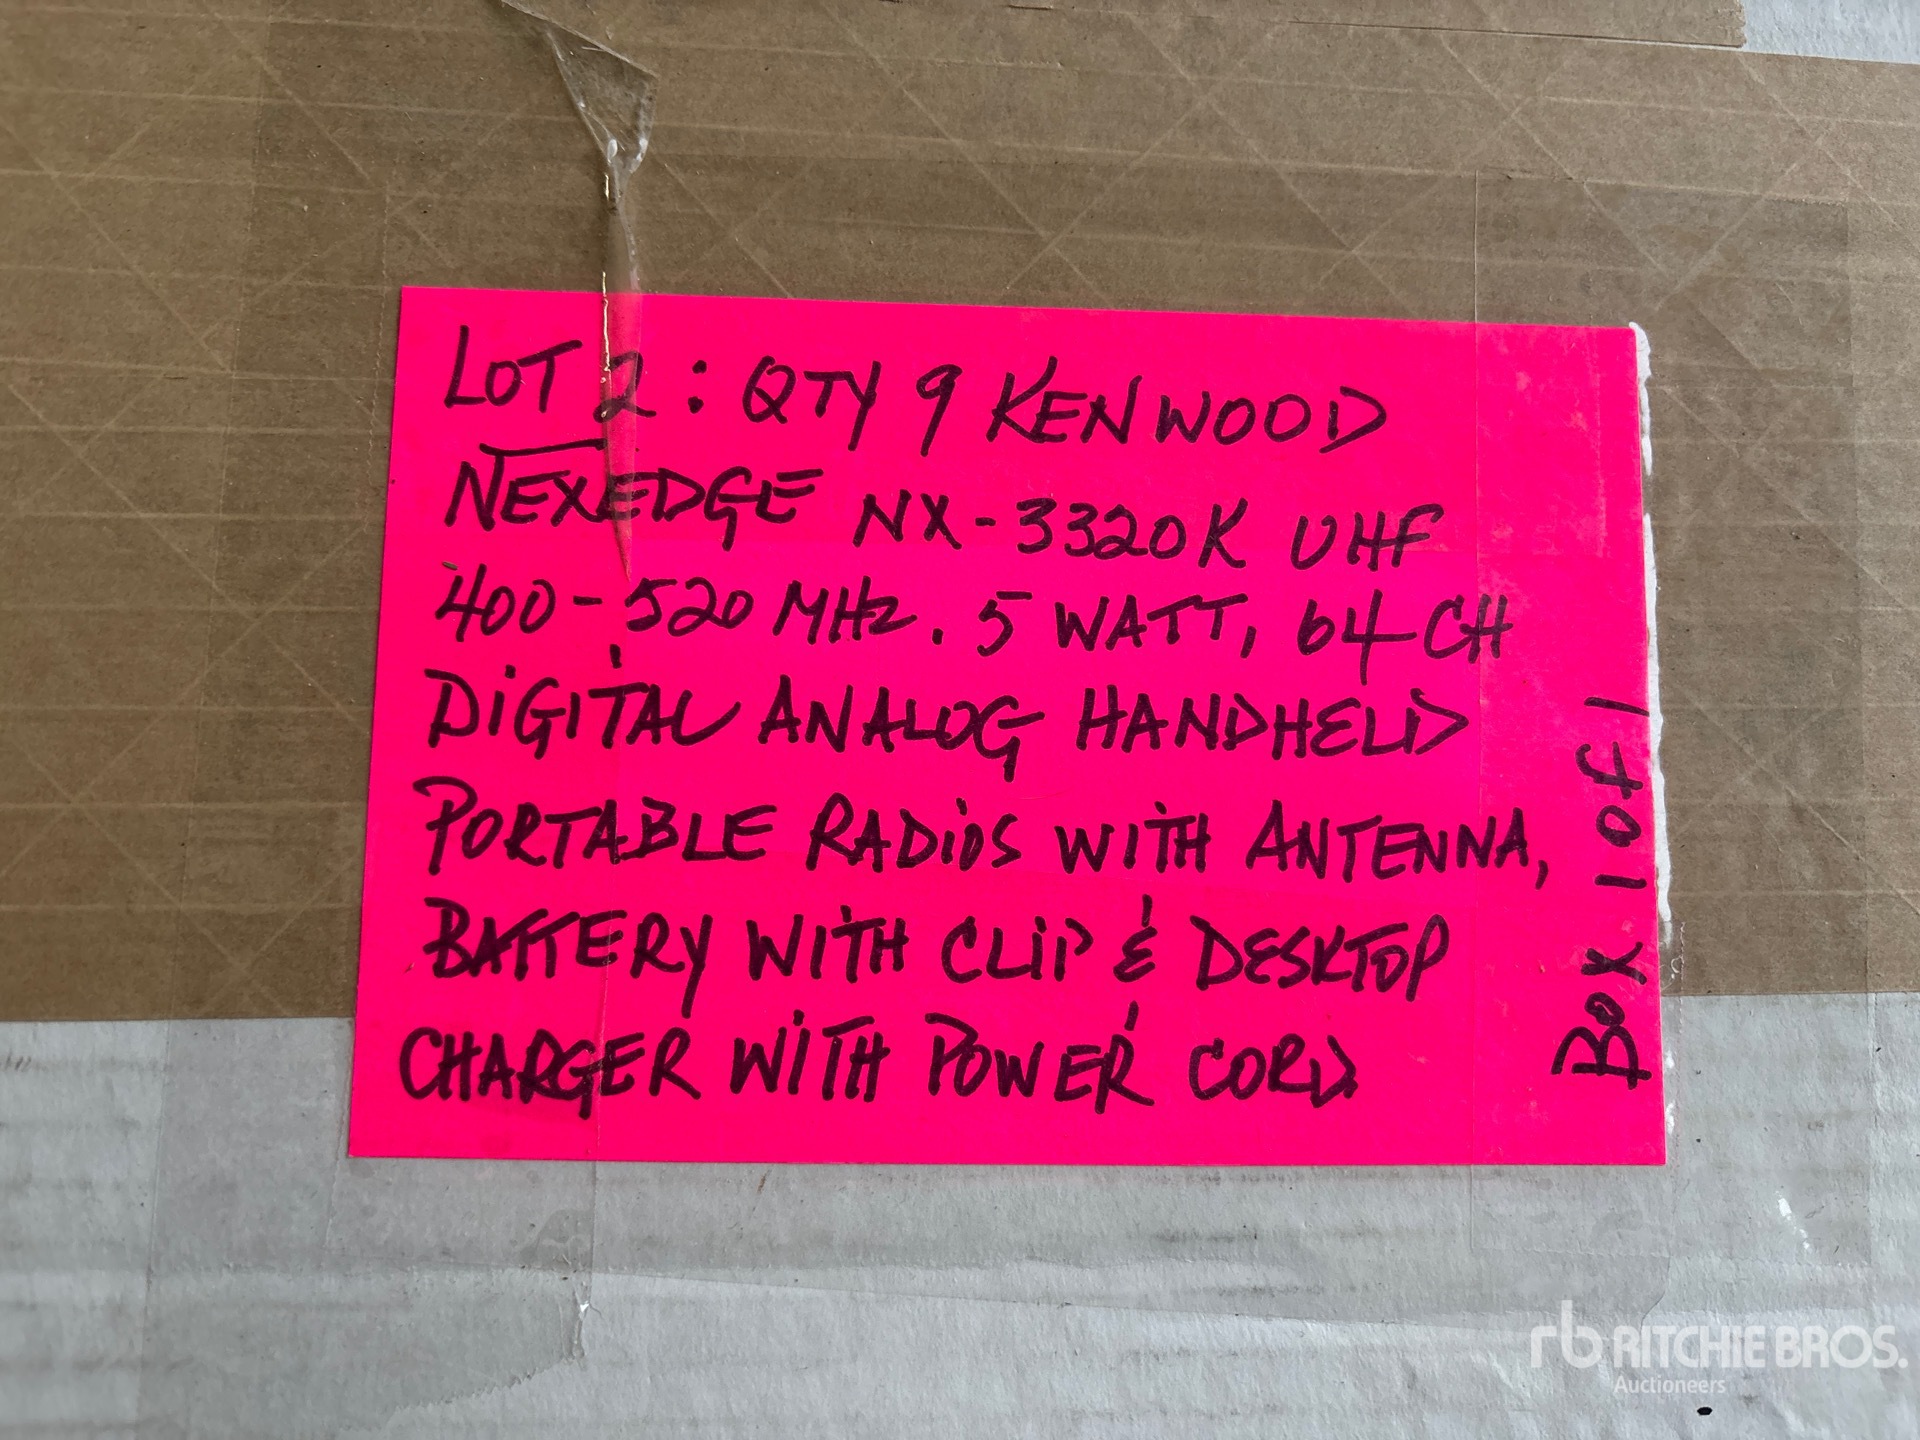 LOT 2: QTY 9 KENWOOD
NEXEDGE NX-3320K UHF
400-520 MHz. 5 WATT, 64 CH
DiGiTAL ANALOG HANDHELD
PORTABLE RADiOS WiTH ANTENNA,
BATTERY WiTH CLiP & DESKTOP
CHARGER WiTH POWER CORD
BOX 1 of 1
rb RITCHIE BROS.
Auctioneers